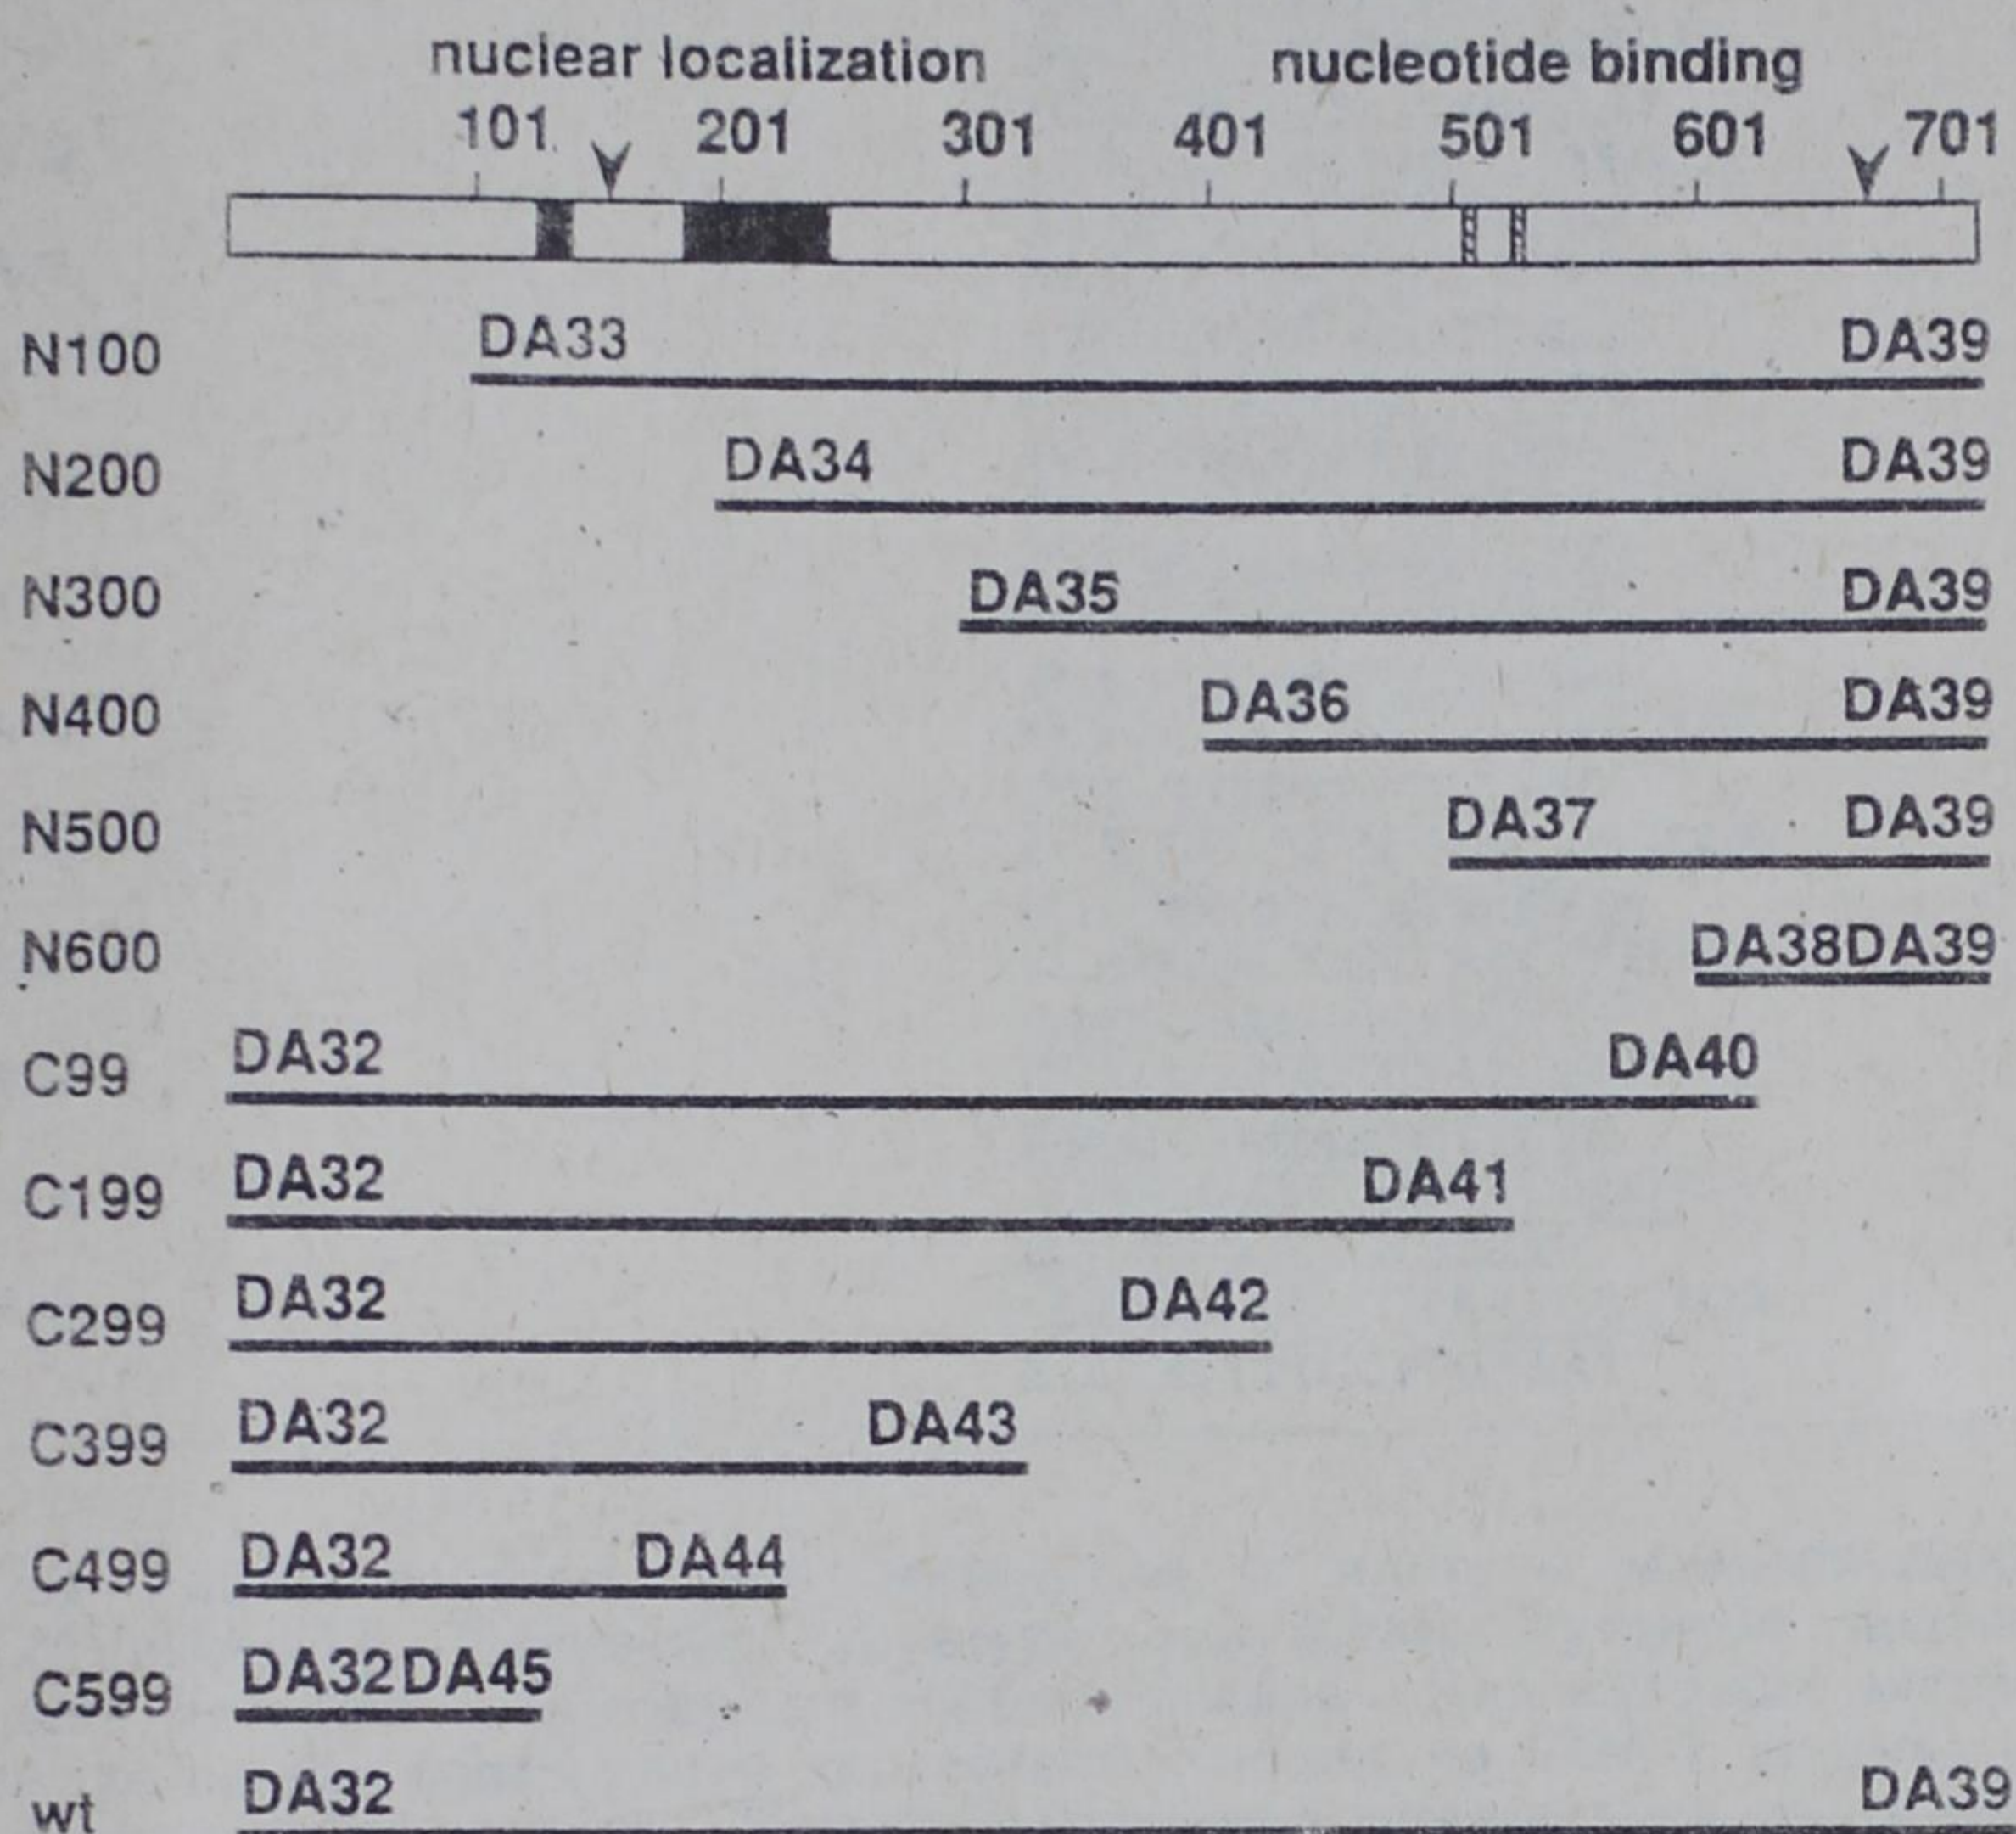 nuclear localization nucleotide binding
101 201 301 401 501 601 701
N100 DA33 DA39
N200 DA34 DA39
N300 DA35 DA39
N400 DA36 DA39
N500 DA37 DA39
N600 DA38DA39
C99 DA32 DA40
C199 DA32 DA41
C299 DA32 DA42
C399 DA32 DA43
C499 DA32 DA44
C599 DA32DA45
wt DA32 DA39